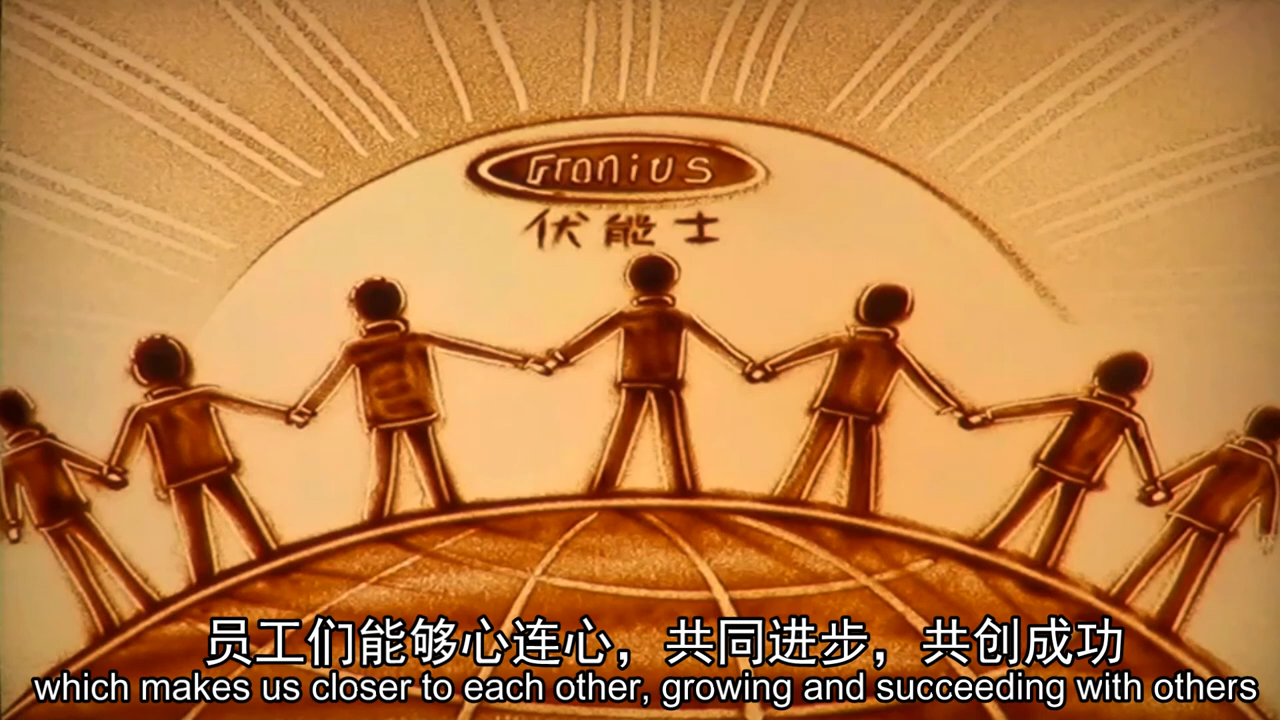 Fronius
伏能士
员工们能够心连心，共同进步，共创成功
which makes us closer to each other, growing and succeeding with others